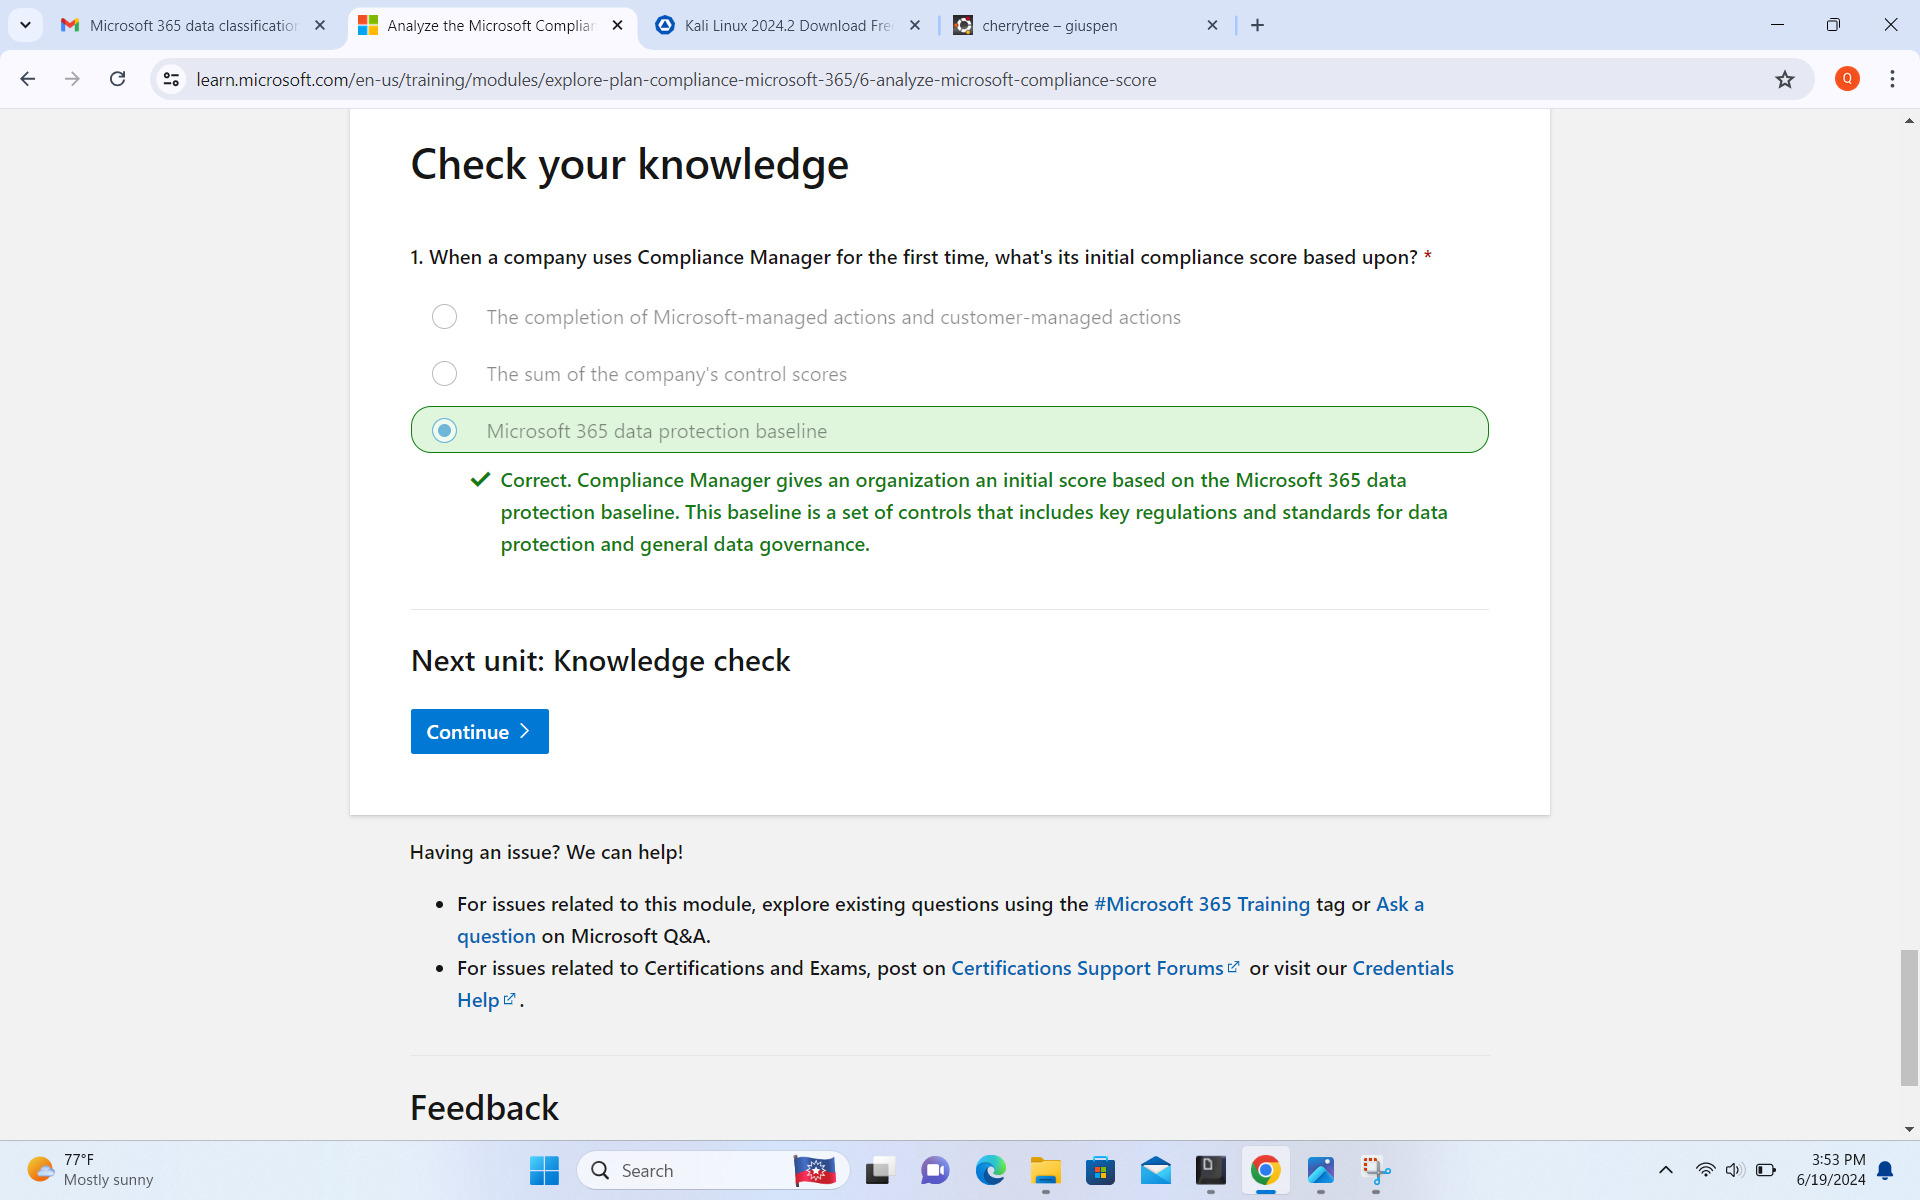 Microsoft 365 data classification
Analyze the Microsoft Complian
Kali Linux 2024.2 Download Fre
cherrytree – giuspen
learn.microsoft.com/en-us/training/modules/explore-plan-compliance-microsoft-365/6-analyze-microsoft-compliance-score
Q
Check your knowledge
1. When a company uses Compliance Manager for the first time, what's its initial compliance score based upon? *
The completion of Microsoft-managed actions and customer-managed actions
The sum of the company's control scores
Microsoft 365 data protection baseline
Correct. Compliance Manager gives an organization an initial score based on the Microsoft 365 data
protection baseline. This baseline is a set of controls that includes key regulations and standards for data
protection and general data governance.
Next unit: Knowledge check
Continue
Having an issue? We can help!
• For issues related to this module, explore existing questions using the #Microsoft 365 Training tag or Ask a
question on Microsoft Q&A.
• For issues related to Certifications and Exams, post on Certifications Support Forums or visit our Credentials
Help .
Feedback
77°F
Mostly sunny
Search
D
3:53 PM
6/19/2024